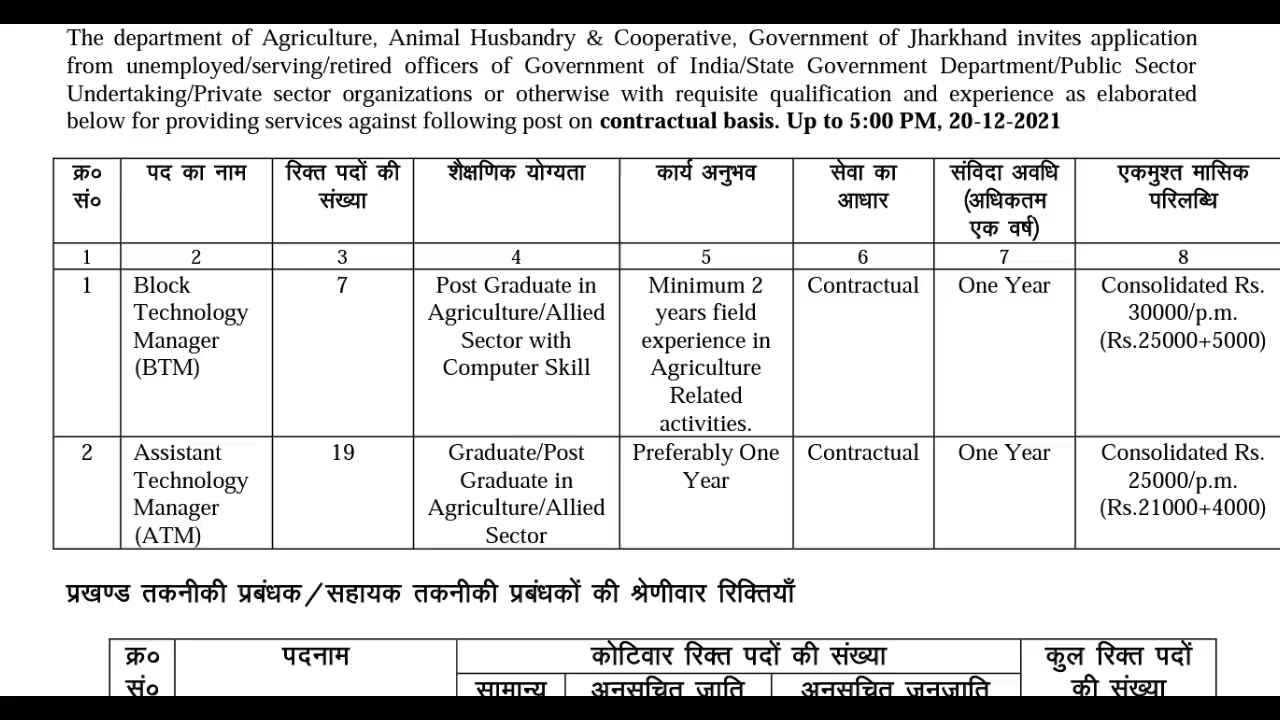 The department of Agriculture, Animal Husbandry & Cooperative, Government of Jharkhand invites application
from unemployed/serving/retired officers of Government of India/State Government Department/Public Sector
Undertaking/Private sector organizations or otherwise with requisite qualification and experience as elaborated
below for providing services against following post on contractual basis. Up to 5:00 PM, 20-12-2021
क्र० सं०
पद का नाम
रिक्त पदों की
संख्या
शैक्षणिक योग्यता
कार्य अनुभव
सेवा का
आधार
संविदा अवधि
(अधिकतम
एक वर्ष)
एकमुश्त मासिक
परिलब्धि
1 2 3 4 5 6 7 8
1
Block
Technology
Manager
(BTM)
7
Post Graduate in
Agriculture/Allied
Sector with
Computer Skill
Minimum 2
years field
experience in
Agriculture
Related
activities.
Contractual
One Year
Consolidated Rs.
30000/p.m.
(Rs.25000+5000)
2
Assistant
Technology
Manager
(ATM)
19
Graduate/Post
Graduate in
Agriculture/Allied
Sector
Preferably One
Year
Contractual
One Year
Consolidated Rs.
25000/p.m.
(Rs.21000+4000)
प्रखण्ड तकनीकी प्रबंधक/सहायक तकनीकी प्रबंधकों की श्रेणीवार रिक्तियाँ
क्र०
सं०
पदनाम
कोटिवार रिक्त पदों की संख्या
सामान्य
अनुसूचित जाति
अनुसूचित जनजाति
कुल रिक्त पदों
की संख्या